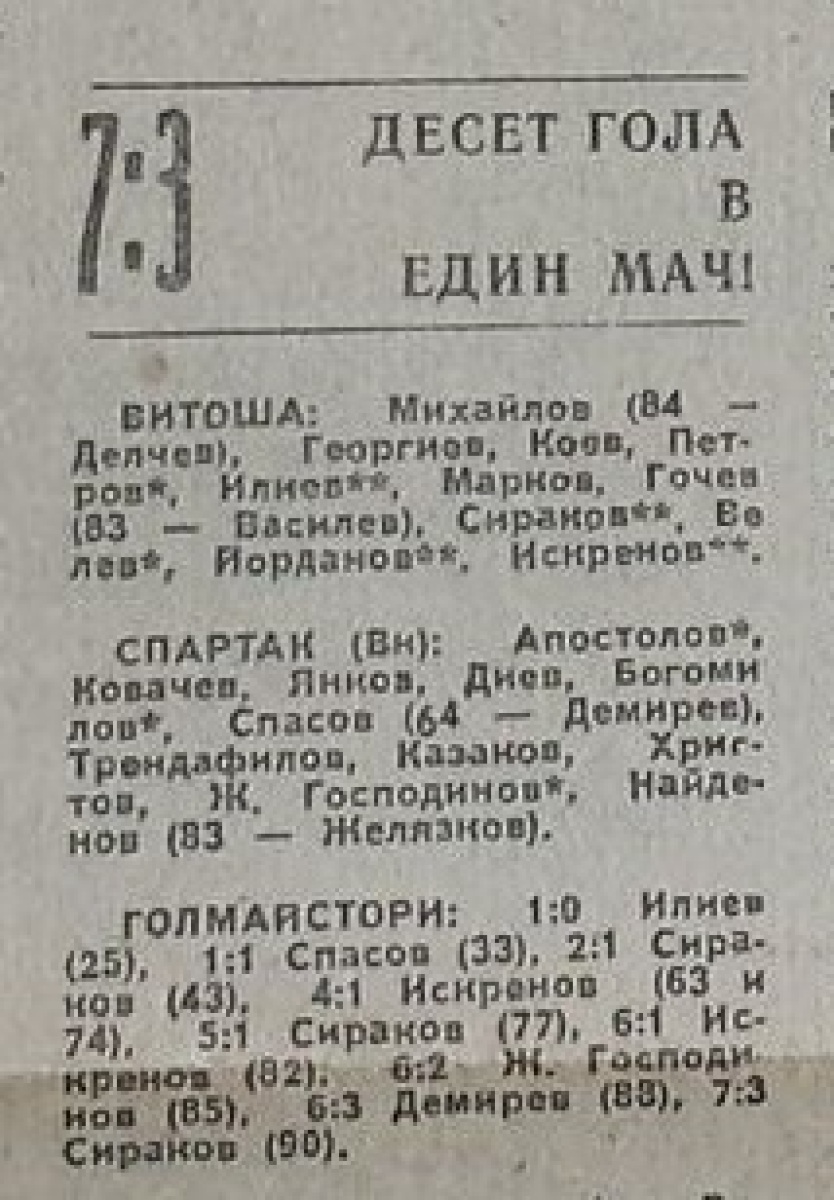 7:3
ДЕСЕТ ГОЛА
В
ЕДИН МАЧ!
ВИТОША: Михайлов (84 —
Делчев), Георгиев, Коев, Пет-
ров*, Илиев**, Марков, Гочев
(83 — Василев), Сираков**, Ве
лев*, Йорданов**, Искренов**.
СПАРТАК (Вн): Апостолов*,
Ковачев, Янков, Днев, Богоми
лов*, Спасов (64 — Демирев),
Трендафилов, Казаков, Хриг-
тов, Ж. Господинов*, Найде-
нов (83 — Желязков).
ГОЛМАЙСТОРИ: 1:0 Илиев
(25), 1:1 Спасов (33), 2:1 Сира-
ков (43), 4:1 Искренов (63 и
74), 5:1 Сираков (77), 6:1 Ис-
кренов (82), 6:2 Ж. Господи-
нов (85), 6:3 Демирев (88), 7:3
Сираков (90).